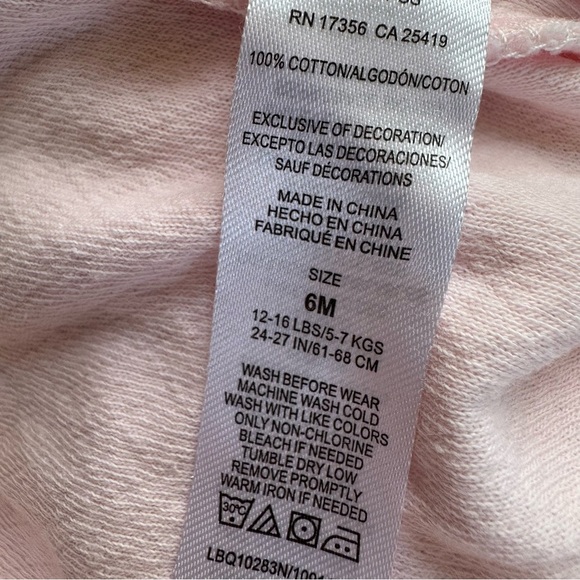 RN 17356 CA 25419
100% COTTON/ALGODÓN/COTON
EXCLUSIVE OF DECORATION/
EXCEPTO LAS DECORACIONES/
SAUF DÉCORATIONS
MADE IN CHINA
HECHO EN CHINA
FABRIQUÉ EN CHINE
SIZE
6M
12-16 LBS/5-7 KGS
24-27 IN/61-68 CM
WASH BEFORE WEAR
MACHINE WASH COLD
WASH WITH LIKE COLORS
ONLY NON-CHLORINE
BLEACH IF NEEDED
TUMBLE DRY LOW
REMOVE PROMPTLY
WARM IRON IF NEEDED
30°C